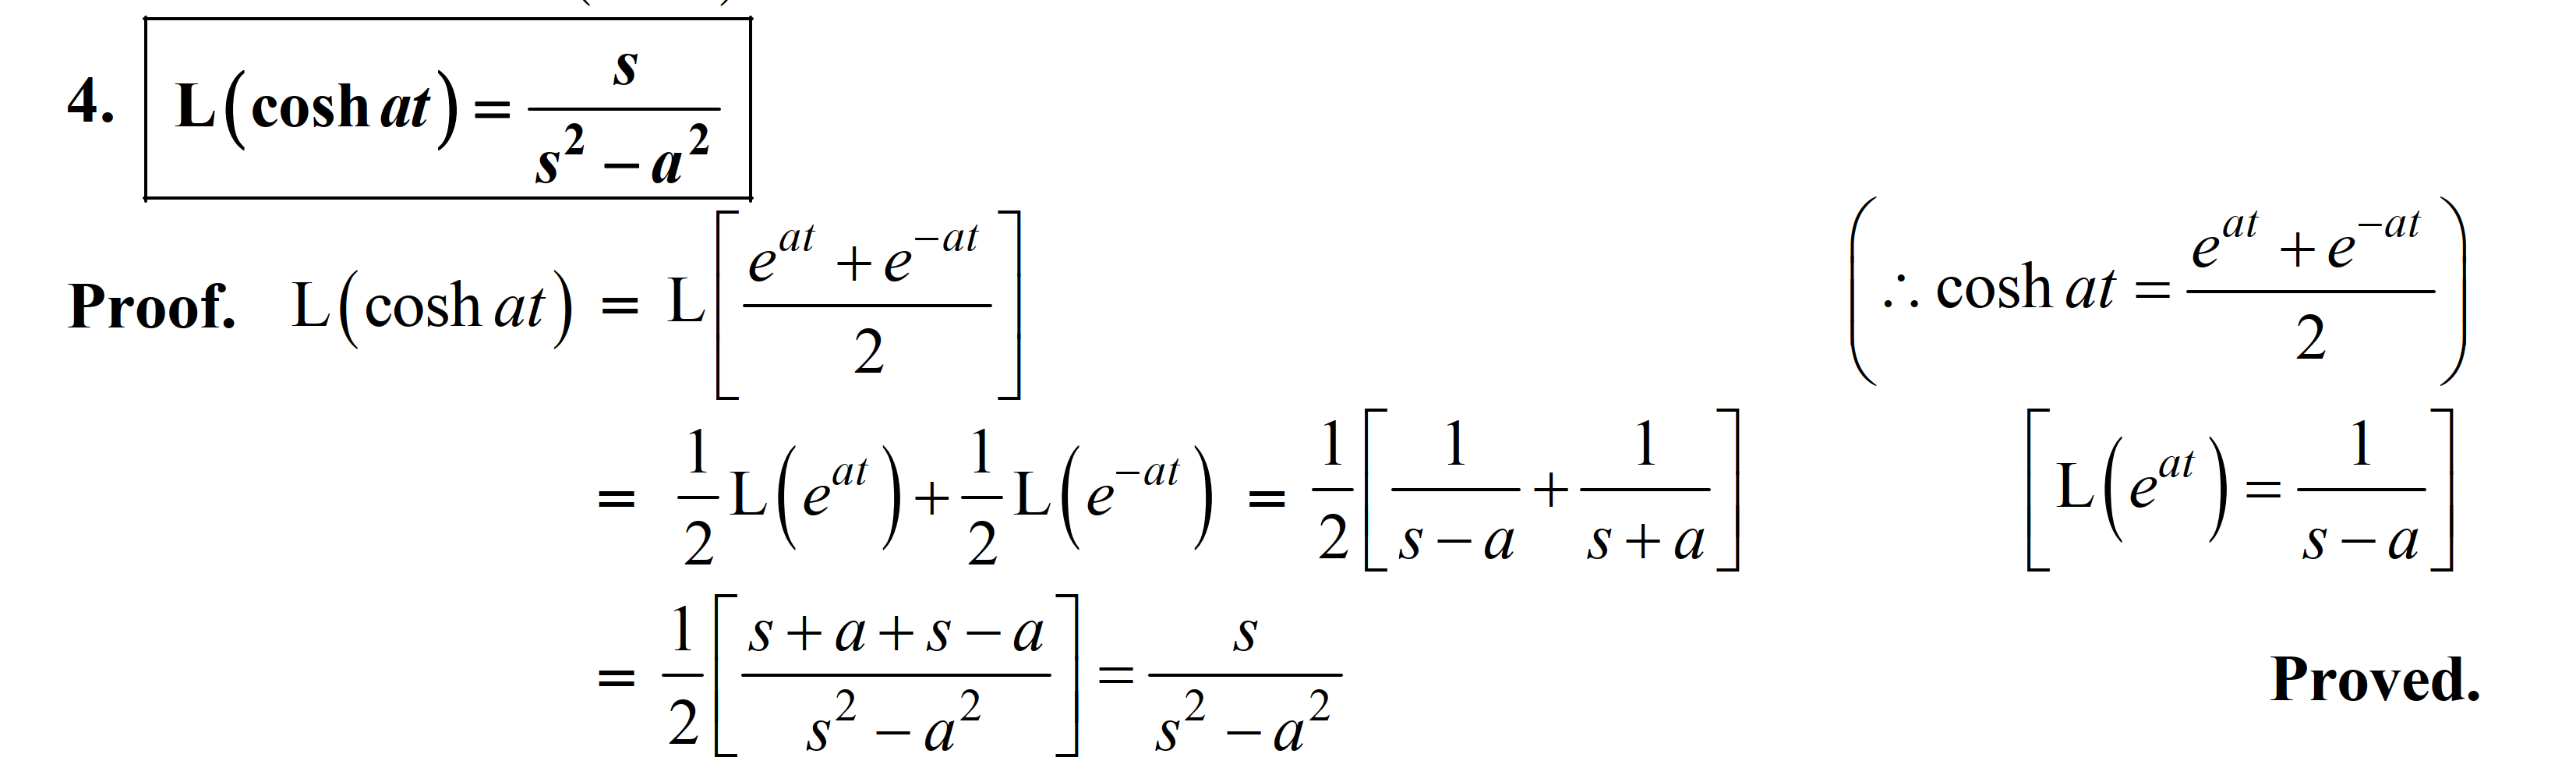 4. L(cosh at) = s / (s² − a²)
Proof. L(cosh at) = L[(e^{at} + e^{−at}) / 2] (∴ cosh at = (e^{at} + e^{−at}) / 2)
= 1/2 L(e^{at}) + 1/2 L(e^{−at}) = 1/2 [1/(s − a) + 1/(s + a)] [L(e^{at}) = 1/(s − a)]
= 1/2 [(s + a + s − a) / (s² − a²)] = s / (s² − a²) Proved.